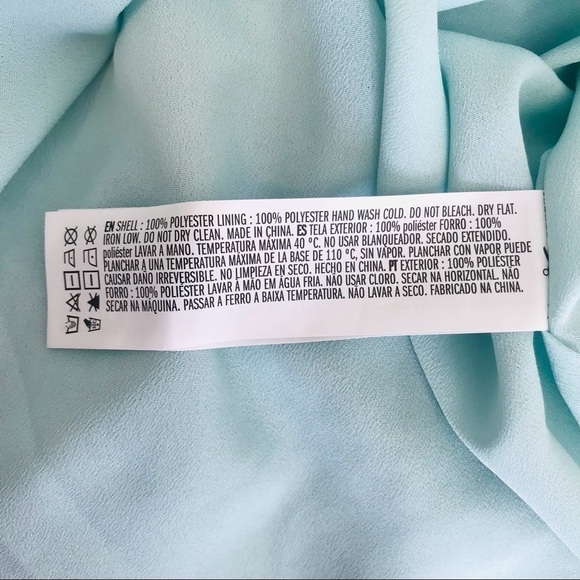 EN SHELL : 100% POLYESTER LINING : 100% POLYESTER HAND WASH COLD. DO NOT BLEACH. DRY FLAT.
IRON LOW. DO NOT DRY CLEAN. MADE IN CHINA. ES TELA EXTERIOR : 100% poliéster FORRO : 100%
poliéster LAVAR A MANO. TEMPERATURA MÁXIMA 40 °C. NO USAR BLANQUEADOR. SECADO EXTENDIDO.
PLANCHAR A UNA TEMPERATURA MÁXIMA DE LA BASE DE 110 °C, SIN VAPOR. PLANCHAR CON VAPOR PUEDE
CAUSAR DAÑO IRREVERSIBLE. NO LIMPIEZA EN SECO. HECHO EN CHINA. PT EXTERIOR : 100% POLIÉSTER
FORRO : 100% POLIÉSTER LAVAR À MÃO EM ÁGUA FRIA. NÃO USAR CLORO. SECAR NA HORIZONTAL. NÃO
SECAR NA MÁQUINA. PASSAR A FERRO A BAIXA TEMPERATURA. NÃO LAVAR A SECO. FABRICADO NA CHINA.